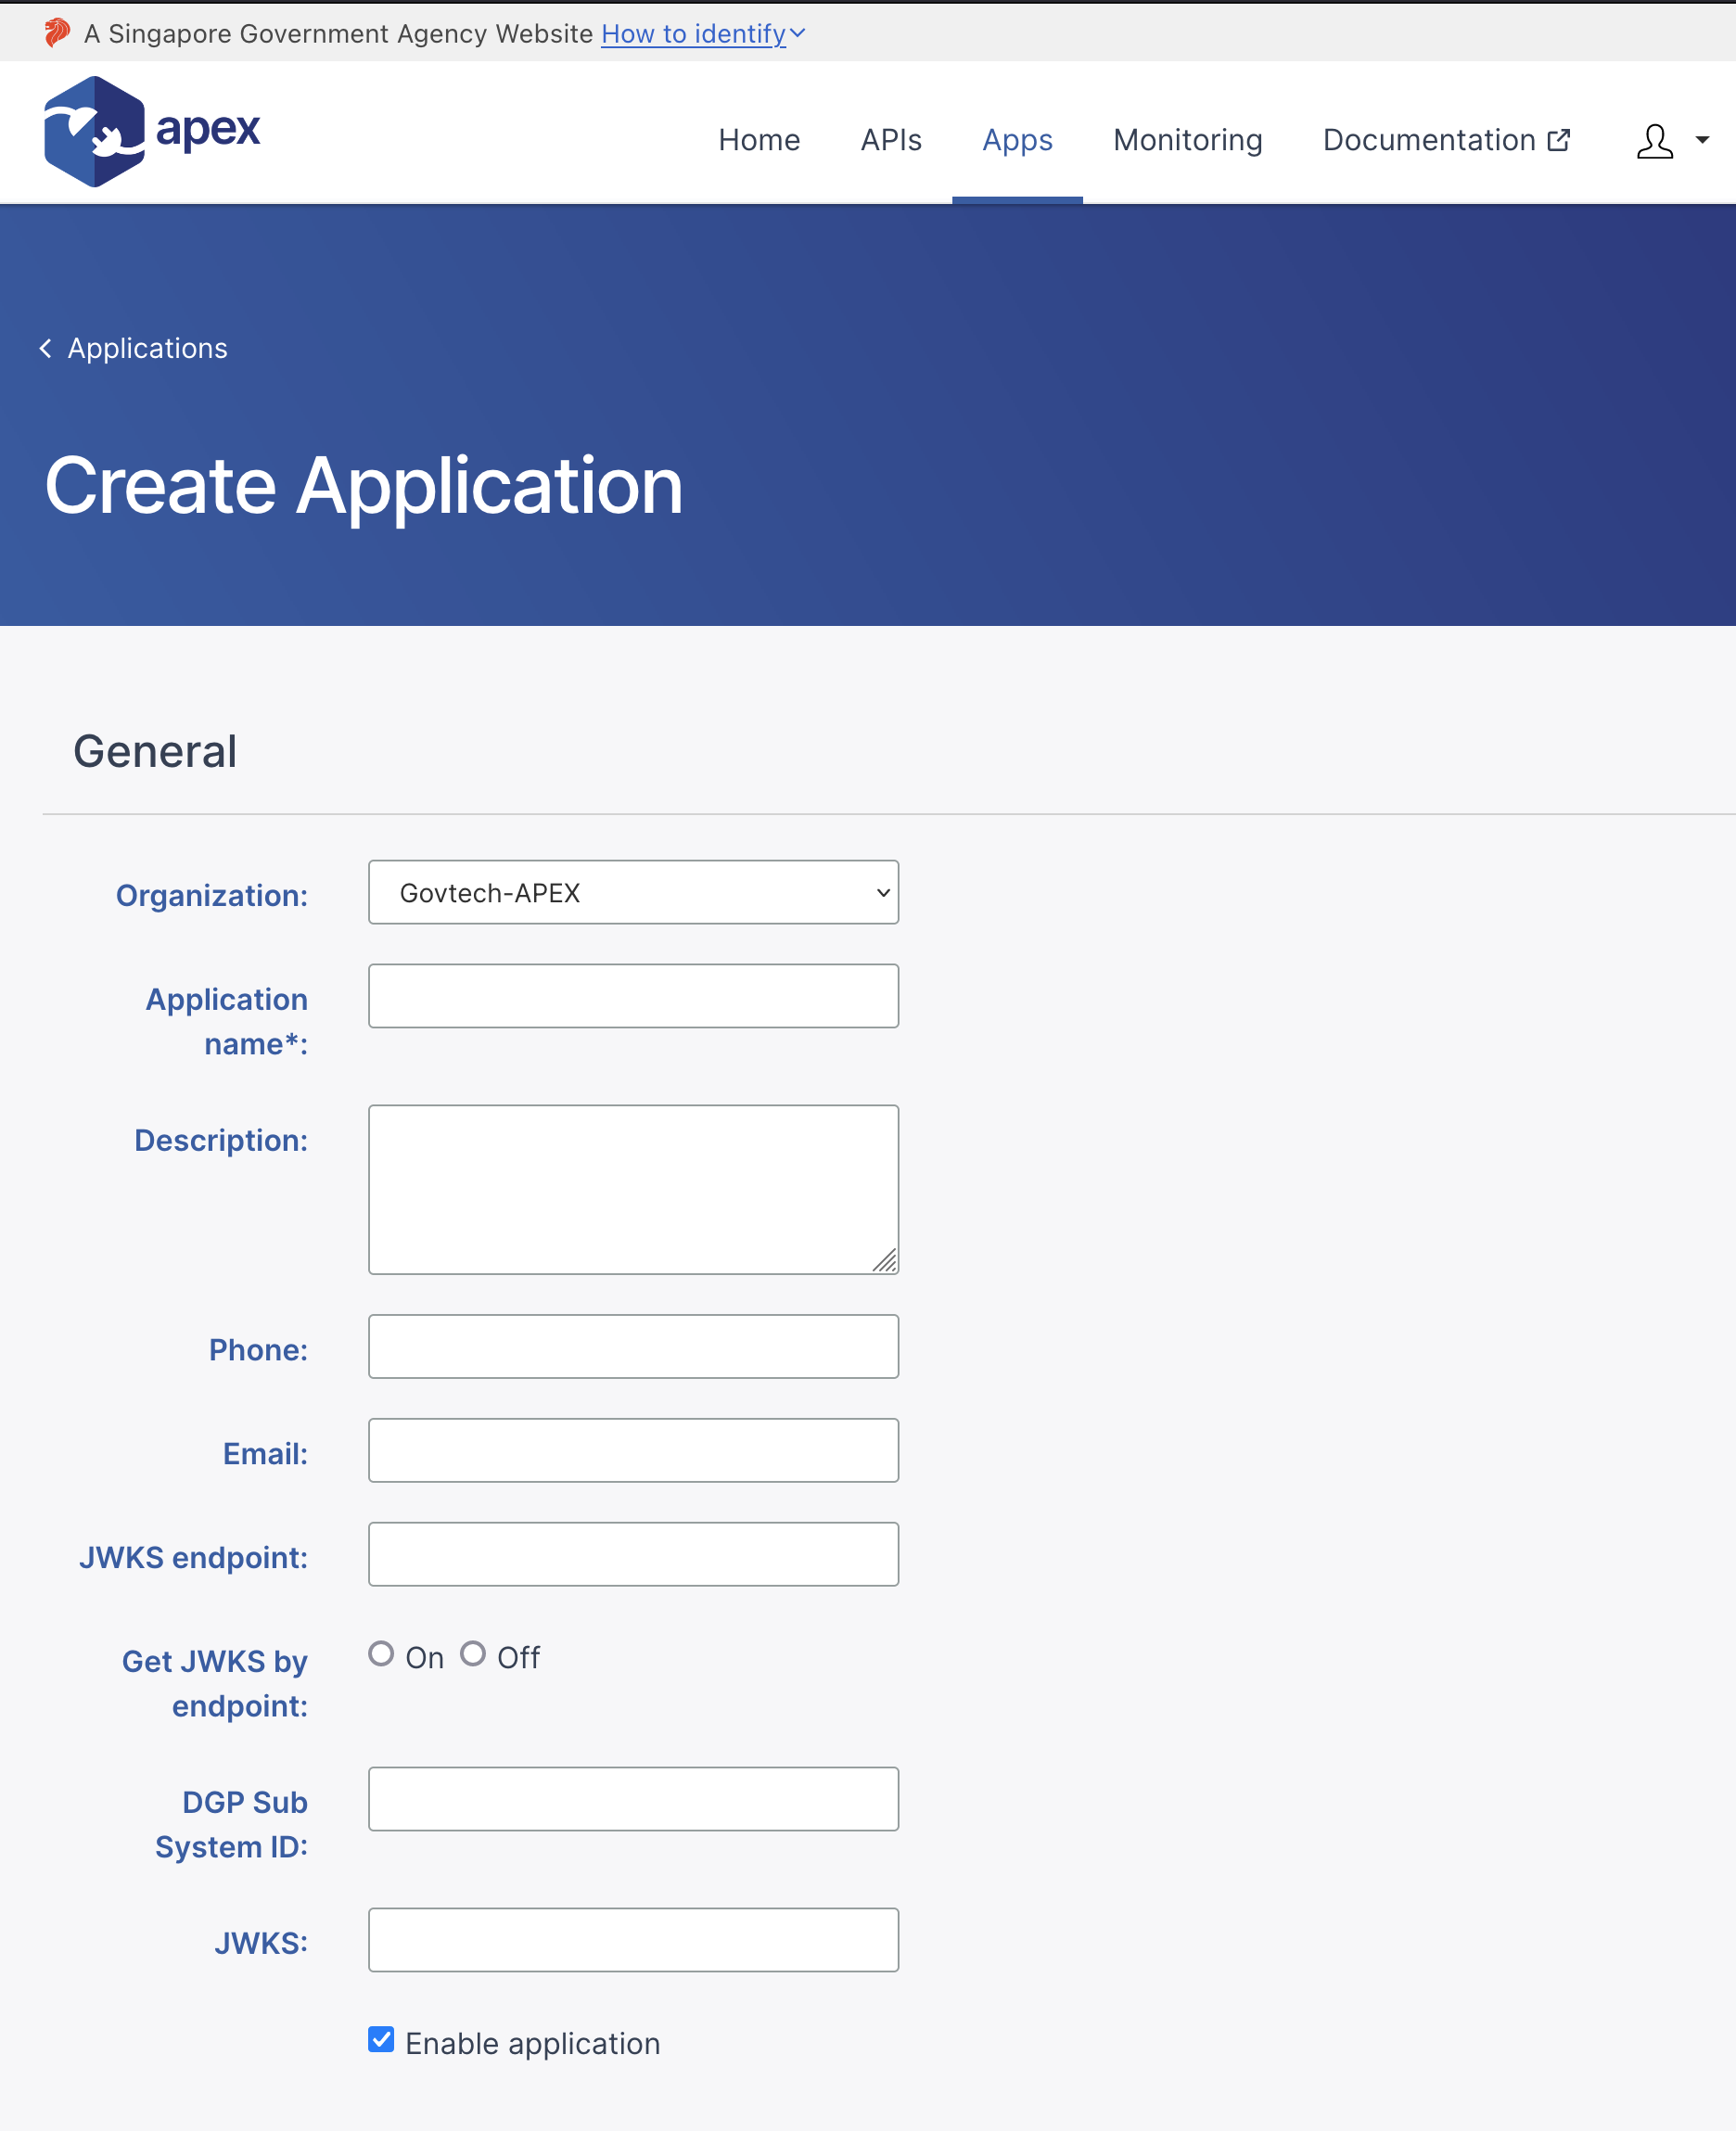 A Singapore Government Agency Website How to identify
apex
Home APIs Apps Monitoring Documentation
Applications
Create Application
General
Organization: Govtech-APEX
Application
name*:
Description:
Phone:
Email:
JWKS endpoint:
Get JWKS by On Off
endpoint:
DGP Sub
System ID:
JWKS:
Enable application